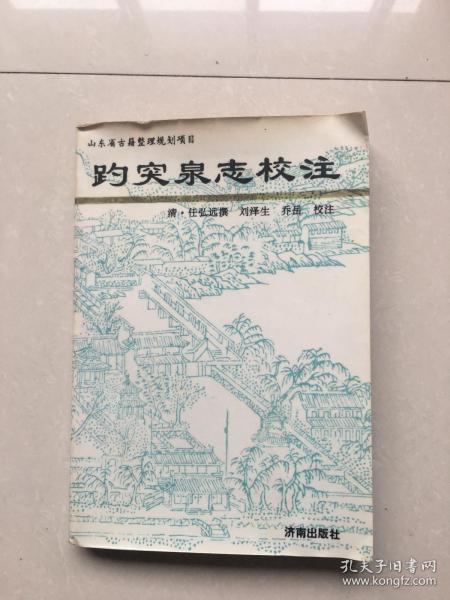 山东省古籍整理规划项目
趵突泉志校注
清·任弘远撰 刘泽生 乔岳 校注
济南出版社
孔夫子旧书网
www.kongfz.com